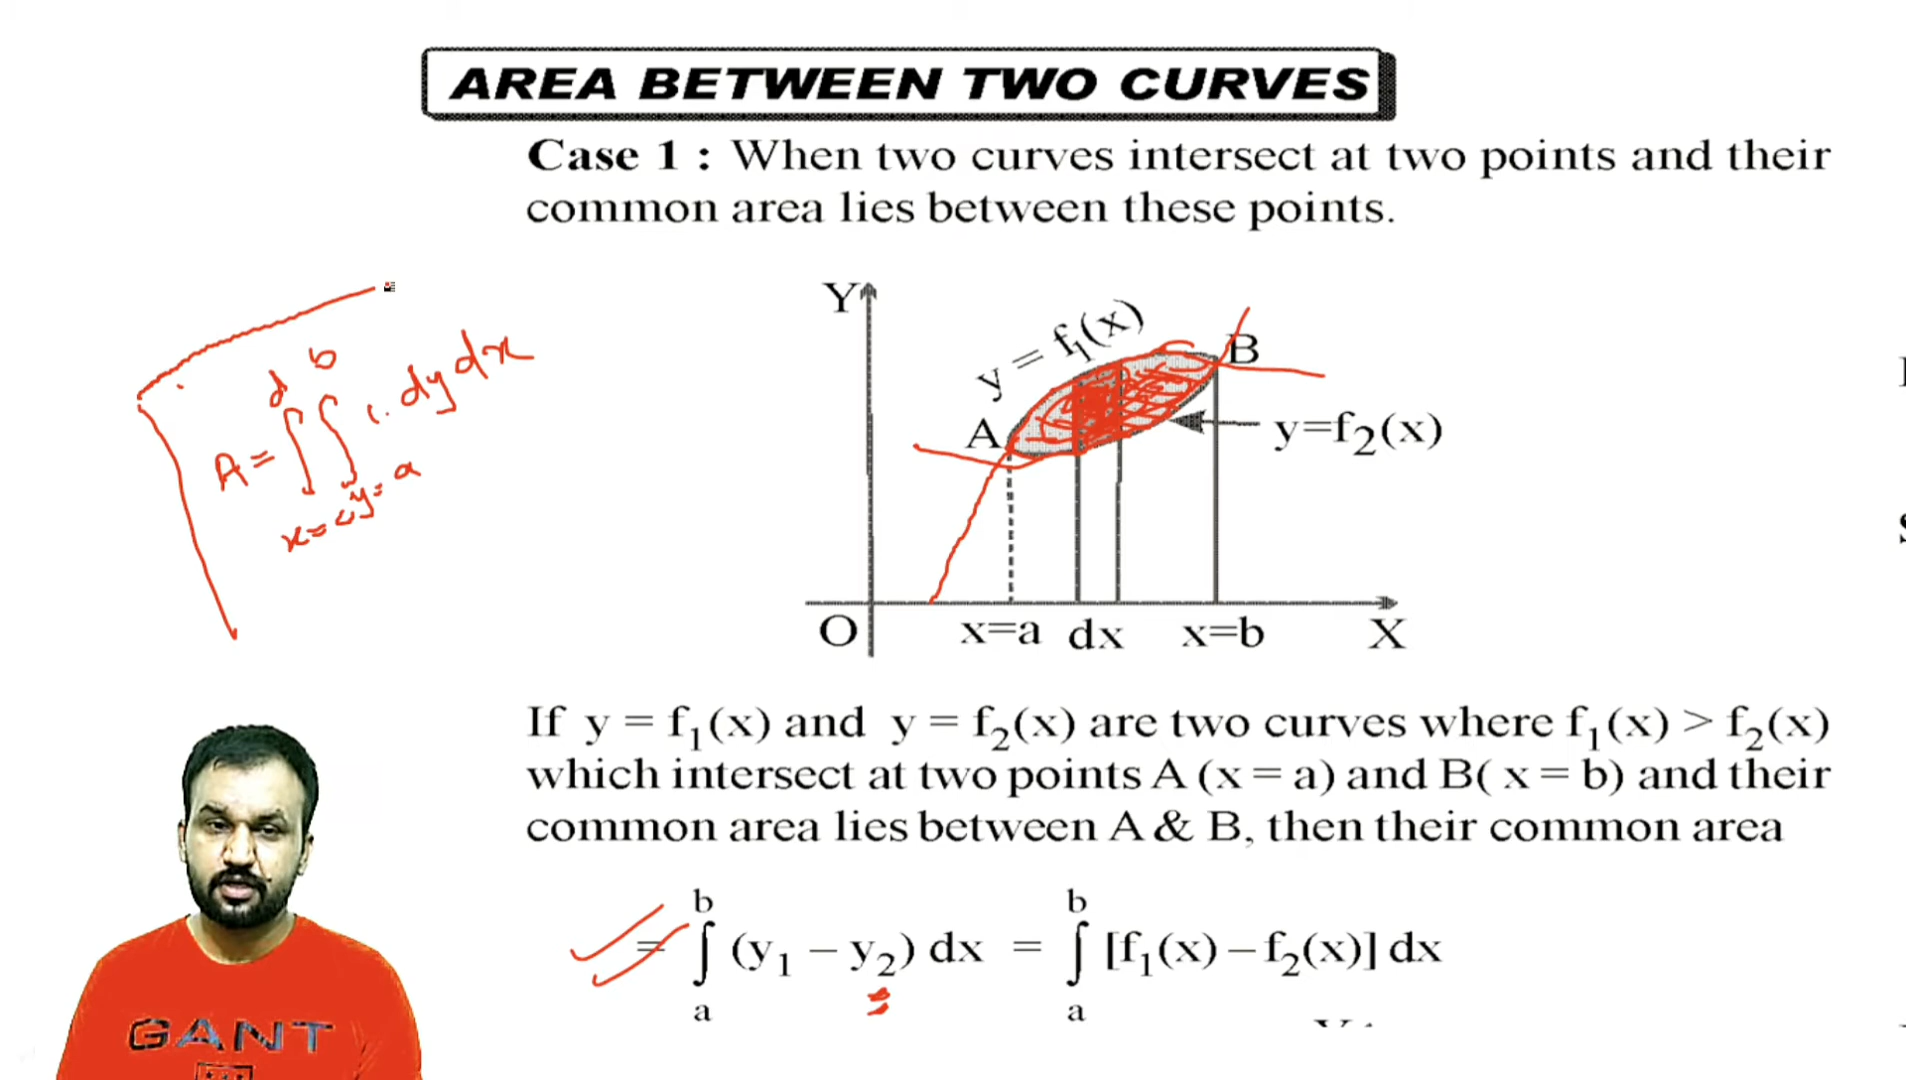 AREA BETWEEN TWO CURVES
Case 1 : When two curves intersect at two points and their
common area lies between these points.
Y
y = f₁(x)
B
A
y=f₂(x)
O
x=a
dx
x=b
X
A = ∫ₓ₌c^d ∫ᵧ₌ₐ^b 1. dy dx
If y = f₁(x) and y = f₂(x) are two curves where f₁(x) > f₂(x)
which intersect at two points A (x = a) and B( x = b) and their
common area lies between A & B, then their common area
= ∫ₐᵇ (y₁ – y₂) dx = ∫ₐᵇ [f₁(x) – f₂(x)] dx
GANT